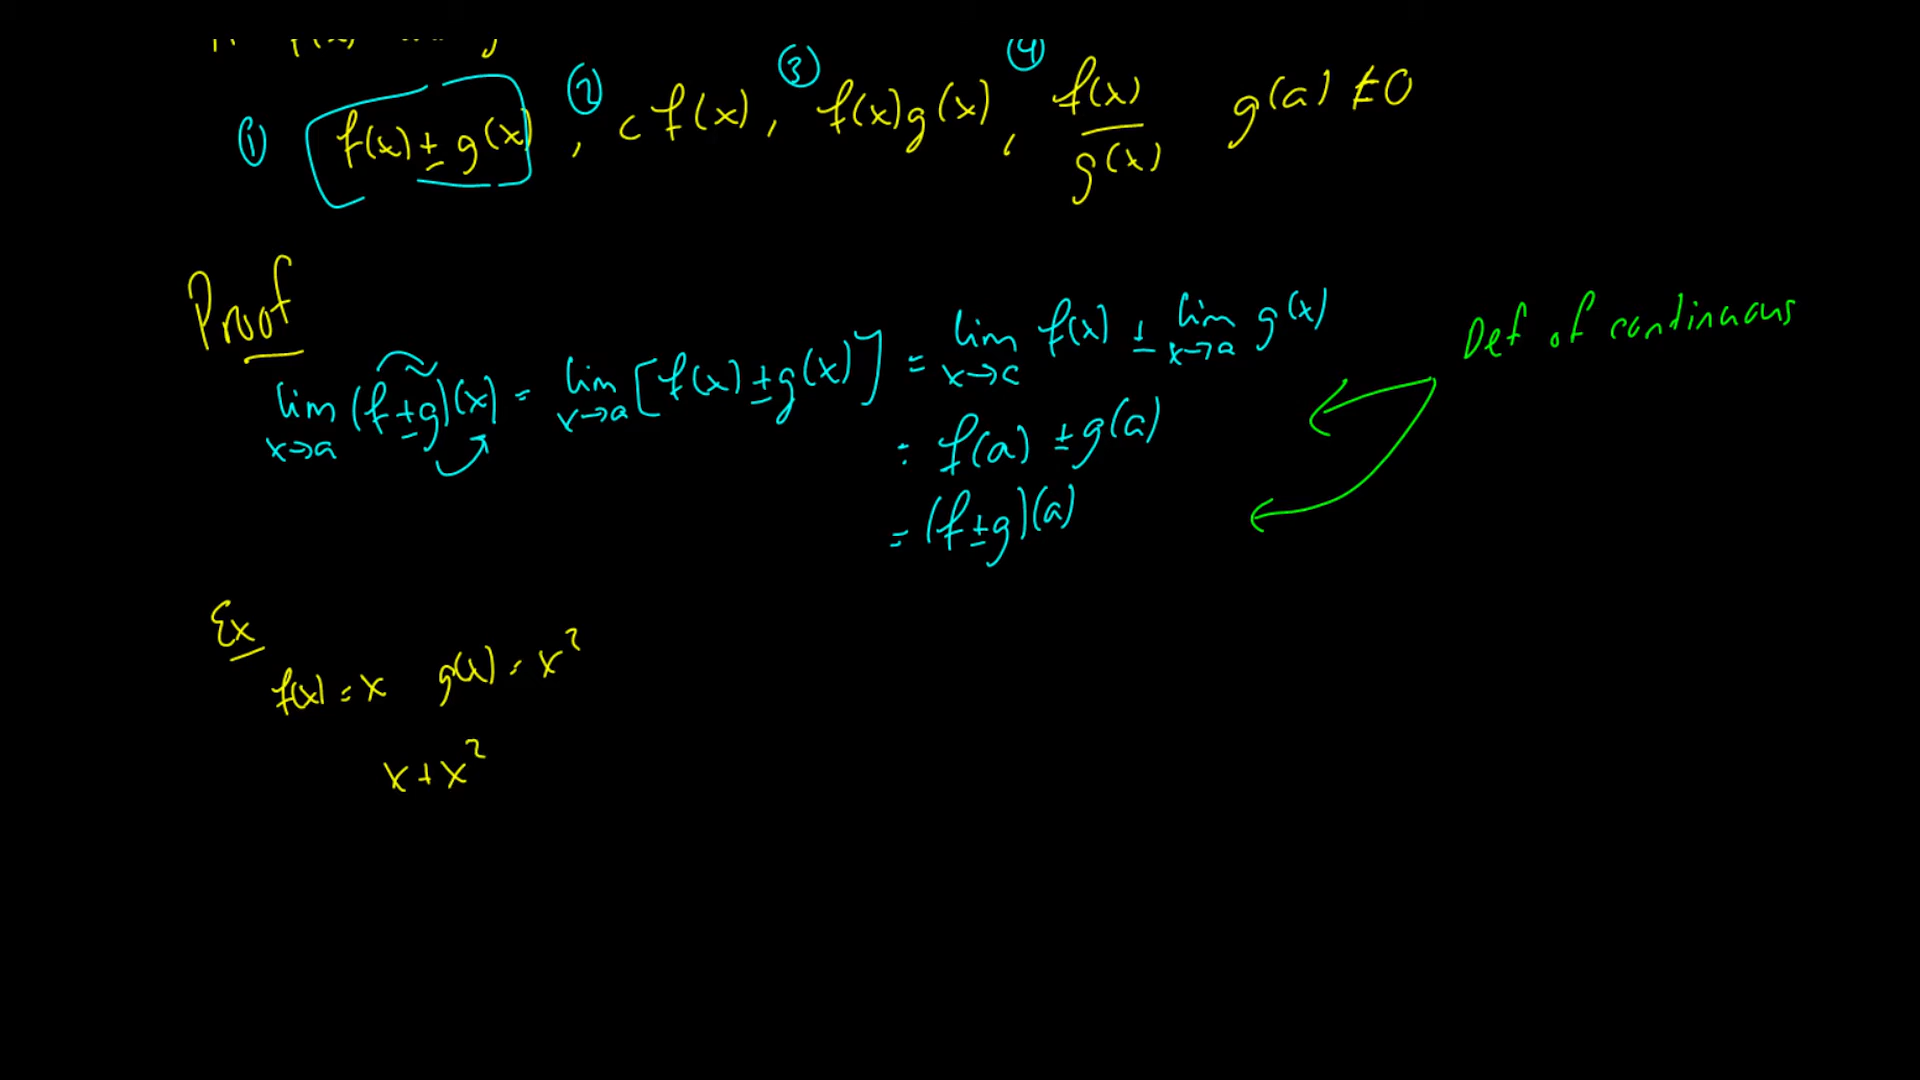 ① f(x) ± g(x), ② c f(x), ③ f(x)g(x), ④ f(x)/g(x) g(a) ≠ 0
Proof
lim x→a (f±g)(x) = lim x→a [f(x) ± g(x)] = lim x→c f(x) ± lim x→a g(x)
Def of continuous
= f(a) ± g(a)
= (f±g)(a)
Ex
f(x) = x g(x) = x²
x + x²